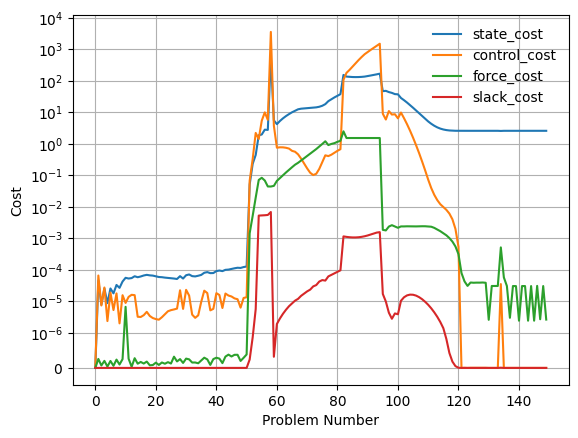 10^4
10^3
10^2
10^1
10^0
10^-1
10^-2
10^-3
10^-4
10^-5
10^-6
0
Cost
state_cost
control_cost
force_cost
slack_cost
0 20 40 60 80 100 120 140
Problem Number